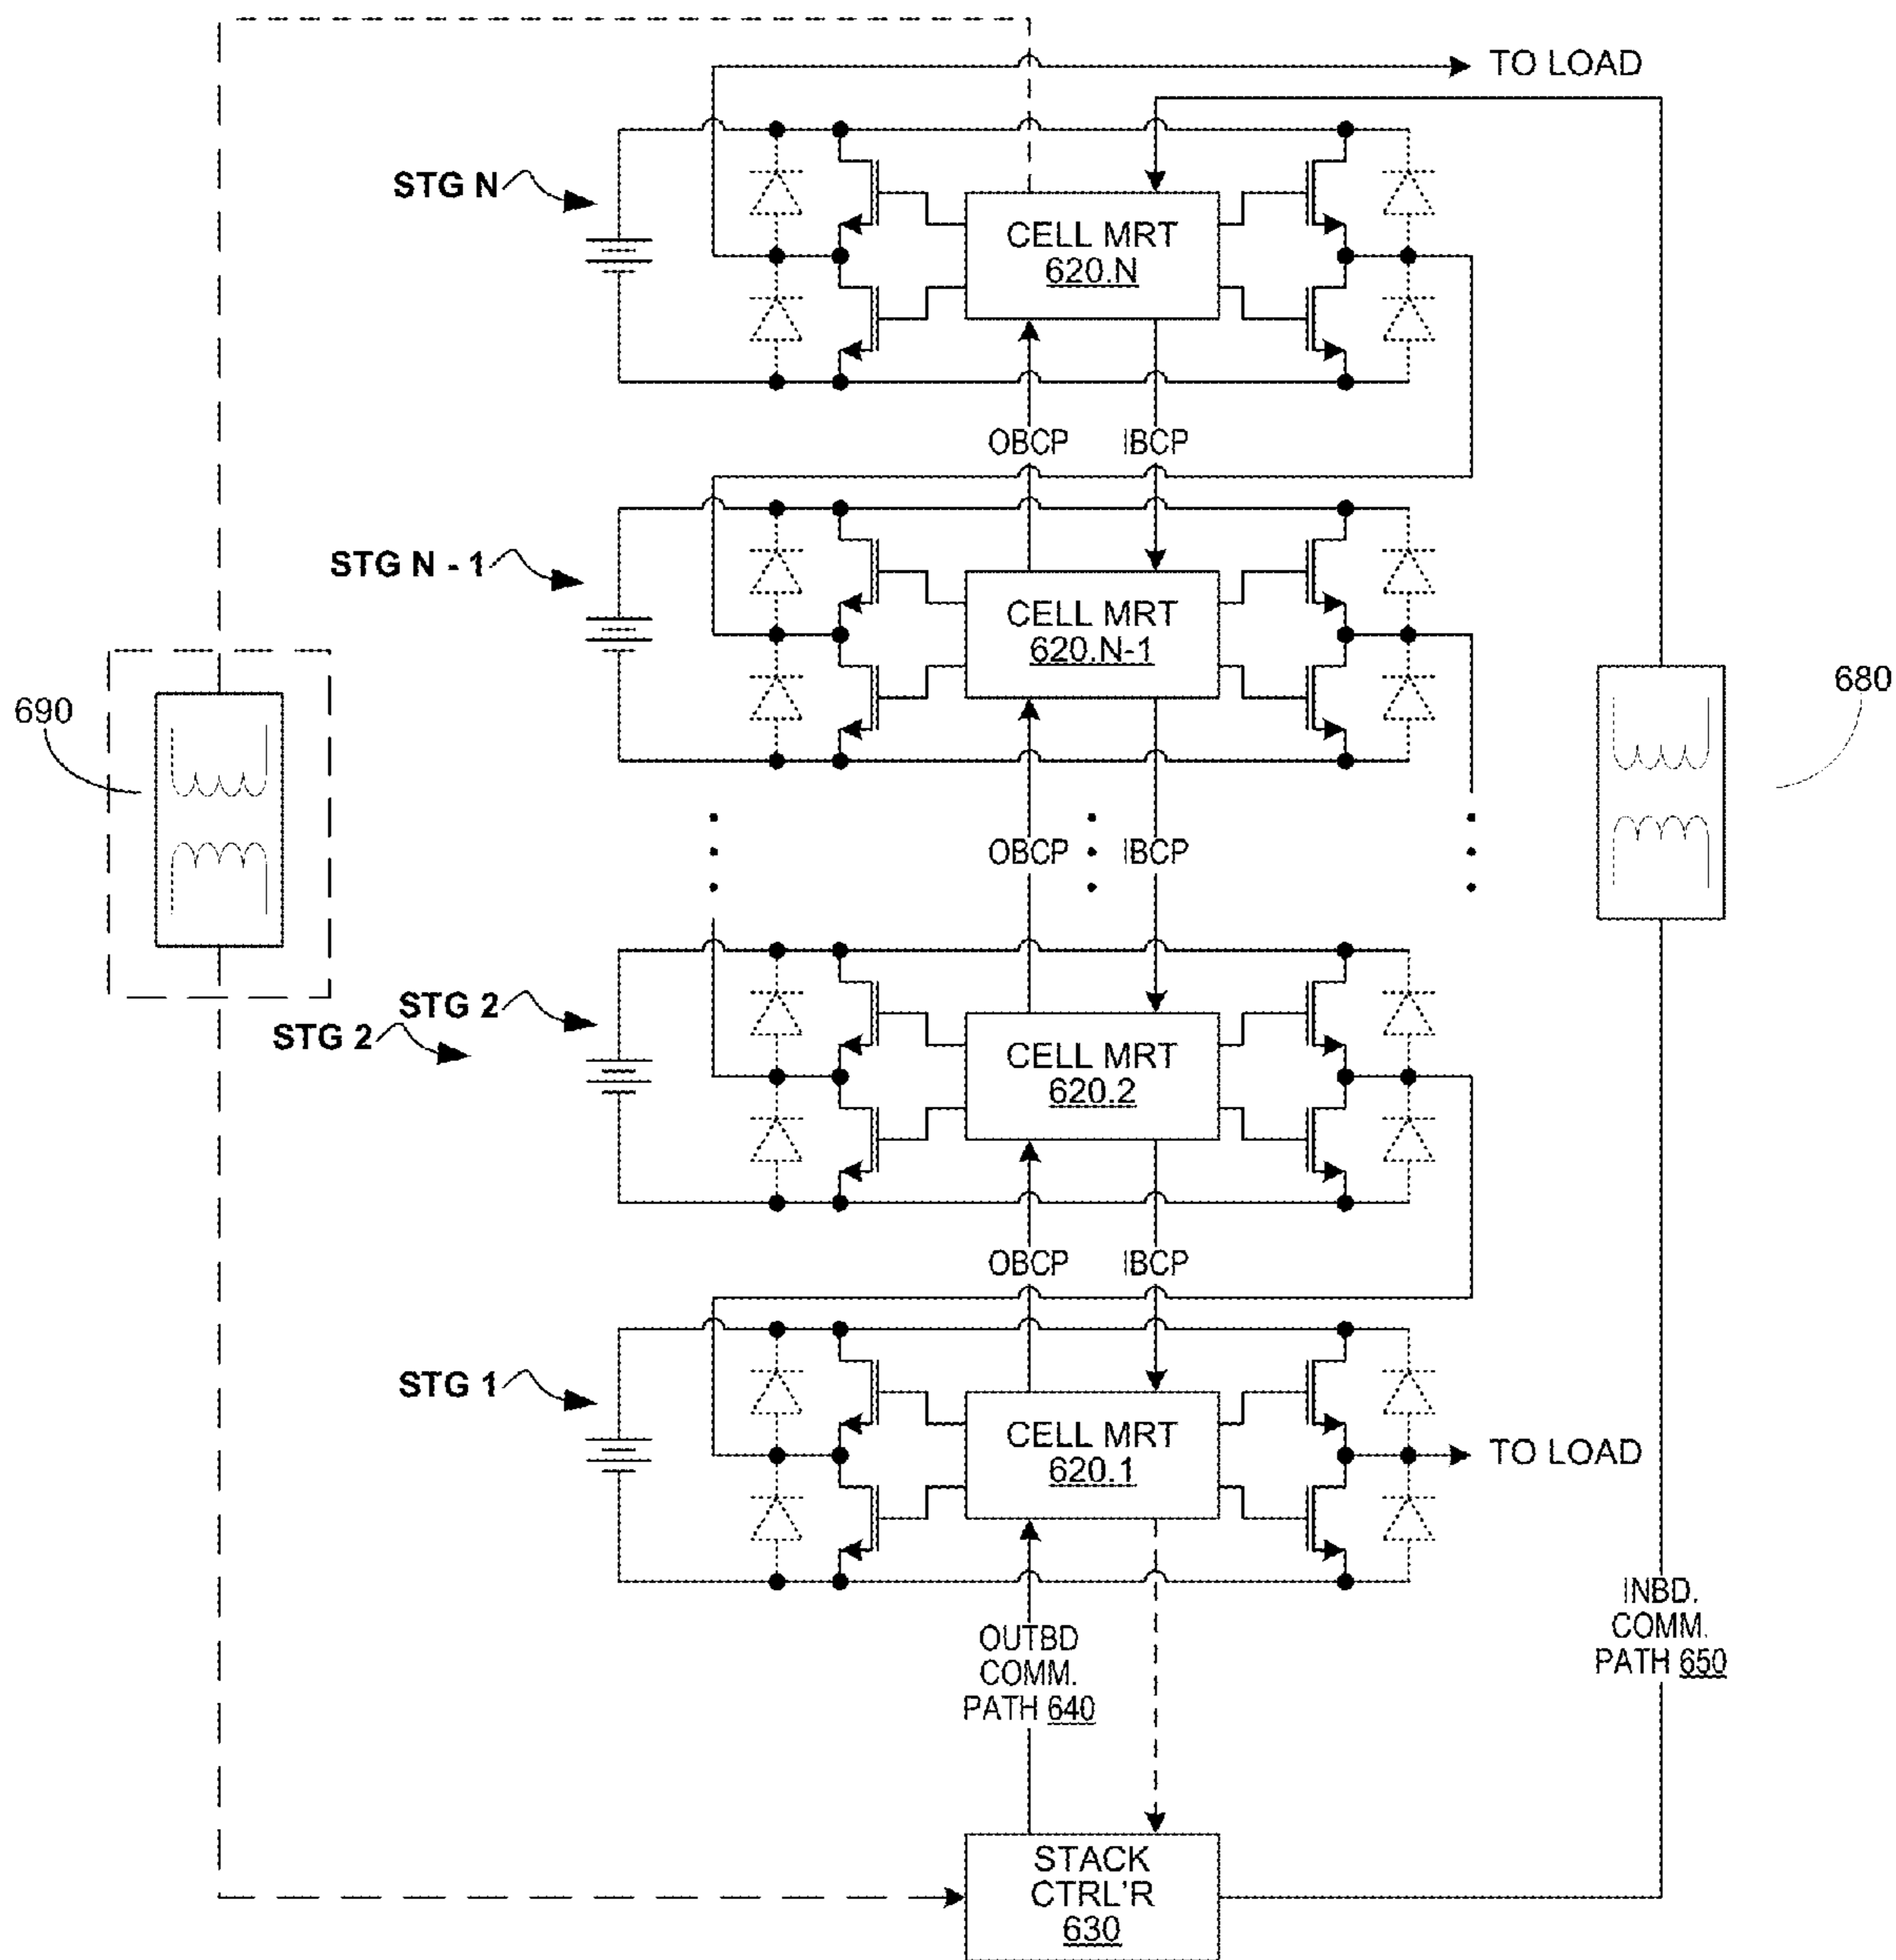 TO LOAD
STG N
CELL MRT
620.N
OBCP IBCP
STG N - 1
CELL MRT
620.N-1
690
680
OBCP IBCP
STG 2
STG 2
CELL MRT
620.2
OBCP IBCP
STG 1
CELL MRT
620.1
TO LOAD
OUTBD
COMM.
PATH 640
INBD.
COMM.
PATH 650
STACK
CTRL'R
630